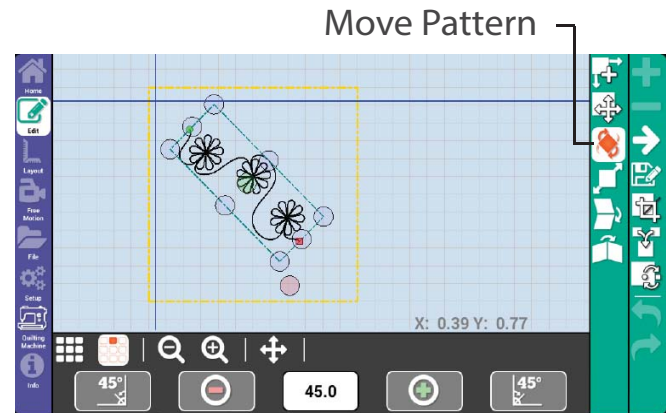 Move Pattern
Home
Edit
Layout
Free
Motion
File
Setup
Quilting
Machine
Info
X: 0.39 Y: 0.77
45°
45.0
45°